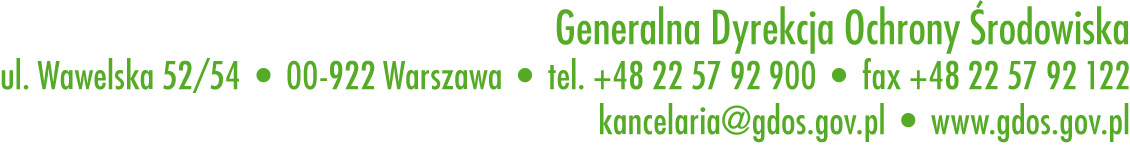 Generalna Dyrekcja Ochrony Środowiska
ul. Wawelska 52/54 • 00-922 Warszawa • tel. +48 22 57 92 900 • fax +48 22 57 92 122
kancelaria@gdos.gov.pl • www.gdos.gov.pl